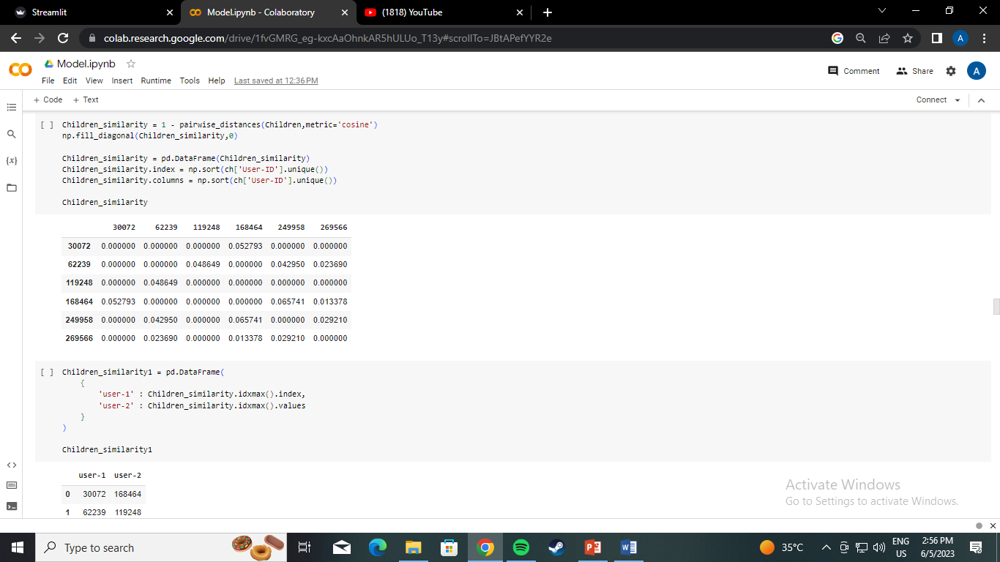 Streamlit
Model.ipynb - Colaboratory
(1818) YouTube
colab.research.google.com/drive/1fvGMRG_eg-kxcAaOhnkAR5hULUo_T13y#scrollTo=JBtAPefYYR2e
A
Model.ipynb
File Edit View Insert Runtime Tools Help Last saved at 12:36 PM
Comment Share A
+ Code + Text
Connect
[ ] Children_similarity = 1 - pairwise_distances(Children,metric='cosine')
np.fill_diagonal(Children_similarity,0)
Children_similarity = pd.DataFrame(Children_similarity)
Children_similarity.index = np.sort(ch['User-ID'].unique())
Children_similarity.columns = np.sort(ch['User-ID'].unique())
Children_similarity
30072 62239 119248 168464 249958 269566
30072 0.000000 0.000000 0.000000 0.052793 0.000000 0.000000
62239 0.000000 0.000000 0.048649 0.000000 0.042950 0.023690
119248 0.000000 0.048649 0.000000 0.000000 0.000000 0.000000
168464 0.052793 0.000000 0.000000 0.000000 0.065741 0.013378
249958 0.000000 0.042950 0.000000 0.065741 0.000000 0.029210
269566 0.000000 0.023690 0.000000 0.013378 0.029210 0.000000
[ ] Children_similarity1 = pd.DataFrame(
{
'user-1' : Children_similarity.idxmax().index,
'user-2' : Children_similarity.idxmax().values
}
)
Children_similarity1
user-1 user-2
0 30072 168464
1 62239 119248
{x}
<>
Activate Windows
Go to Settings to activate Windows.
Type to search
35°C
ENG
US
2:56 PM
6/5/2023